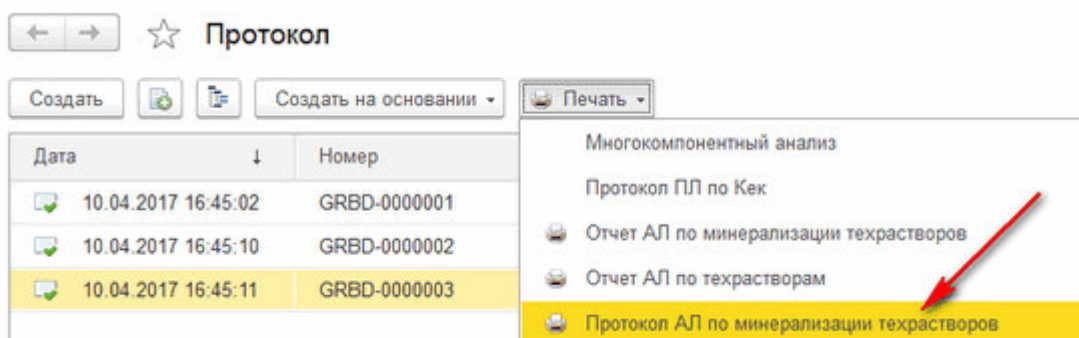 Протокол
Создать
Создать на основании
Печать
Дата
Номер
Многокомпонентный анализ
10.04.2017 16:45:02 GRBD-0000001
Протокол ПЛ по Кек
10.04.2017 16:45:10 GRBD-0000002
Отчет АЛ по минерализации техрастворов
10.04.2017 16:45:11 GRBD-0000003
Отчет АЛ по техрастворам
Протокол АЛ по минерализации техрастворов